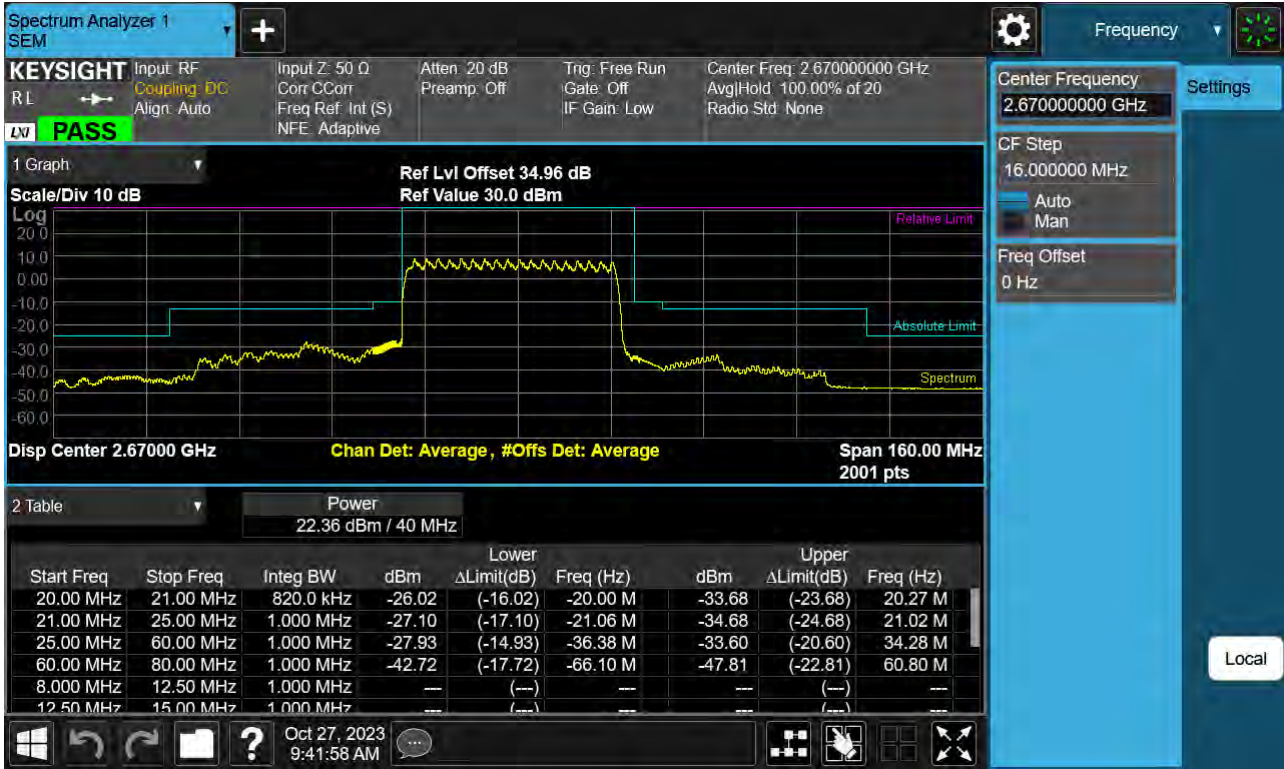 Spectrum Analyzer 1
SEM
+
Frequency
KEYSIGHT
R L
LXI
PASS
Input: RF
Coupling: DC
Align: Auto
Input Z: 50 Ω
Corr CCorr
Freq Ref: Int (S)
NFE: Adaptive
Atten: 20 dB
Preamp: Off
Trig: Free Run
Gate: Off
IF Gain: Low
Center Freq: 2.670000000 GHz
Avg|Hold: 100.00% of 20
Radio Std: None
Center Frequency
2.670000000 GHz
Settings
CF Step
16.000000 MHz
Auto
Man
Freq Offset
0 Hz
Local
1 Graph
Scale/Div 10 dB
Ref Lvl Offset 34.96 dB
Ref Value 30.0 dBm
Log
20.0
10.0
0.00
-10.0
-20.0
-30.0
-40.0
-50.0
-60.0
Relative Limit
Absolute Limit
Spectrum
Disp Center 2.67000 GHz
Chan Det: Average, #Offs Det: Average
Span 160.00 MHz
2001 pts
2 Table
Power
22.36 dBm / 40 MHz
Lower Upper
Start Freq Stop Freq Integ BW dBm ΔLimit(dB) Freq (Hz) dBm ΔLimit(dB) Freq (Hz)
20.00 MHz 21.00 MHz 820.0 kHz -26.02 (-16.02) -20.00 M -33.68 (-23.68) 20.27 M
21.00 MHz 25.00 MHz 1.000 MHz -27.10 (-17.10) -21.06 M -34.68 (-24.68) 21.02 M
25.00 MHz 60.00 MHz 1.000 MHz -27.93 (-14.93) -36.38 M -33.60 (-20.60) 34.28 M
60.00 MHz 80.00 MHz 1.000 MHz -42.72 (-17.72) -66.10 M -47.81 (-22.81) 60.80 M
8.000 MHz 12.50 MHz 1.000 MHz --- (---) --- --- (---) ---
12.50 MHz 15.00 MHz 1.000 MHz --- (---) --- --- (---) ---
?
Oct 27, 2023
9:41:58 AM